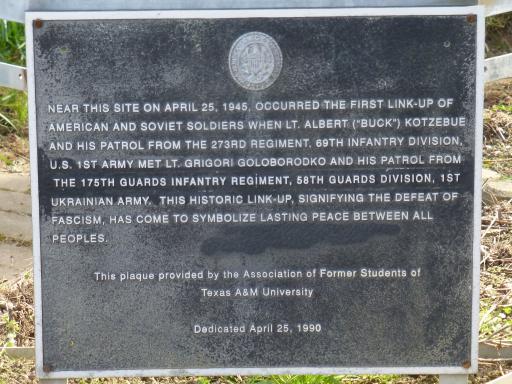 NEAR THIS SITE ON APRIL 25, 1945, OCCURRED THE FIRST LINK-UP OF
AMERICAN AND SOVIET SOLDIERS WHEN LT. ALBERT ("BUCK") KOTZEBUE
AND HIS PATROL FROM THE 273RD REGIMENT, 69TH INFANTRY DIVISION,
U.S. 1ST ARMY MET LT. GRIGORI GOLOBORODKO AND HIS PATROL FROM
THE 175TH GUARDS INFANTRY REGIMENT, 58TH GUARDS DIVISION, 1ST
UKRAINIAN ARMY. THIS HISTORIC LINK-UP, SIGNIFYING THE DEFEAT OF
FASCISM, HAS COME TO SYMBOLIZE LASTING PEACE BETWEEN ALL
PEOPLES.
This plaque provided by the Association of Former Students of
Texas A&M University
Dedicated April 25, 1990